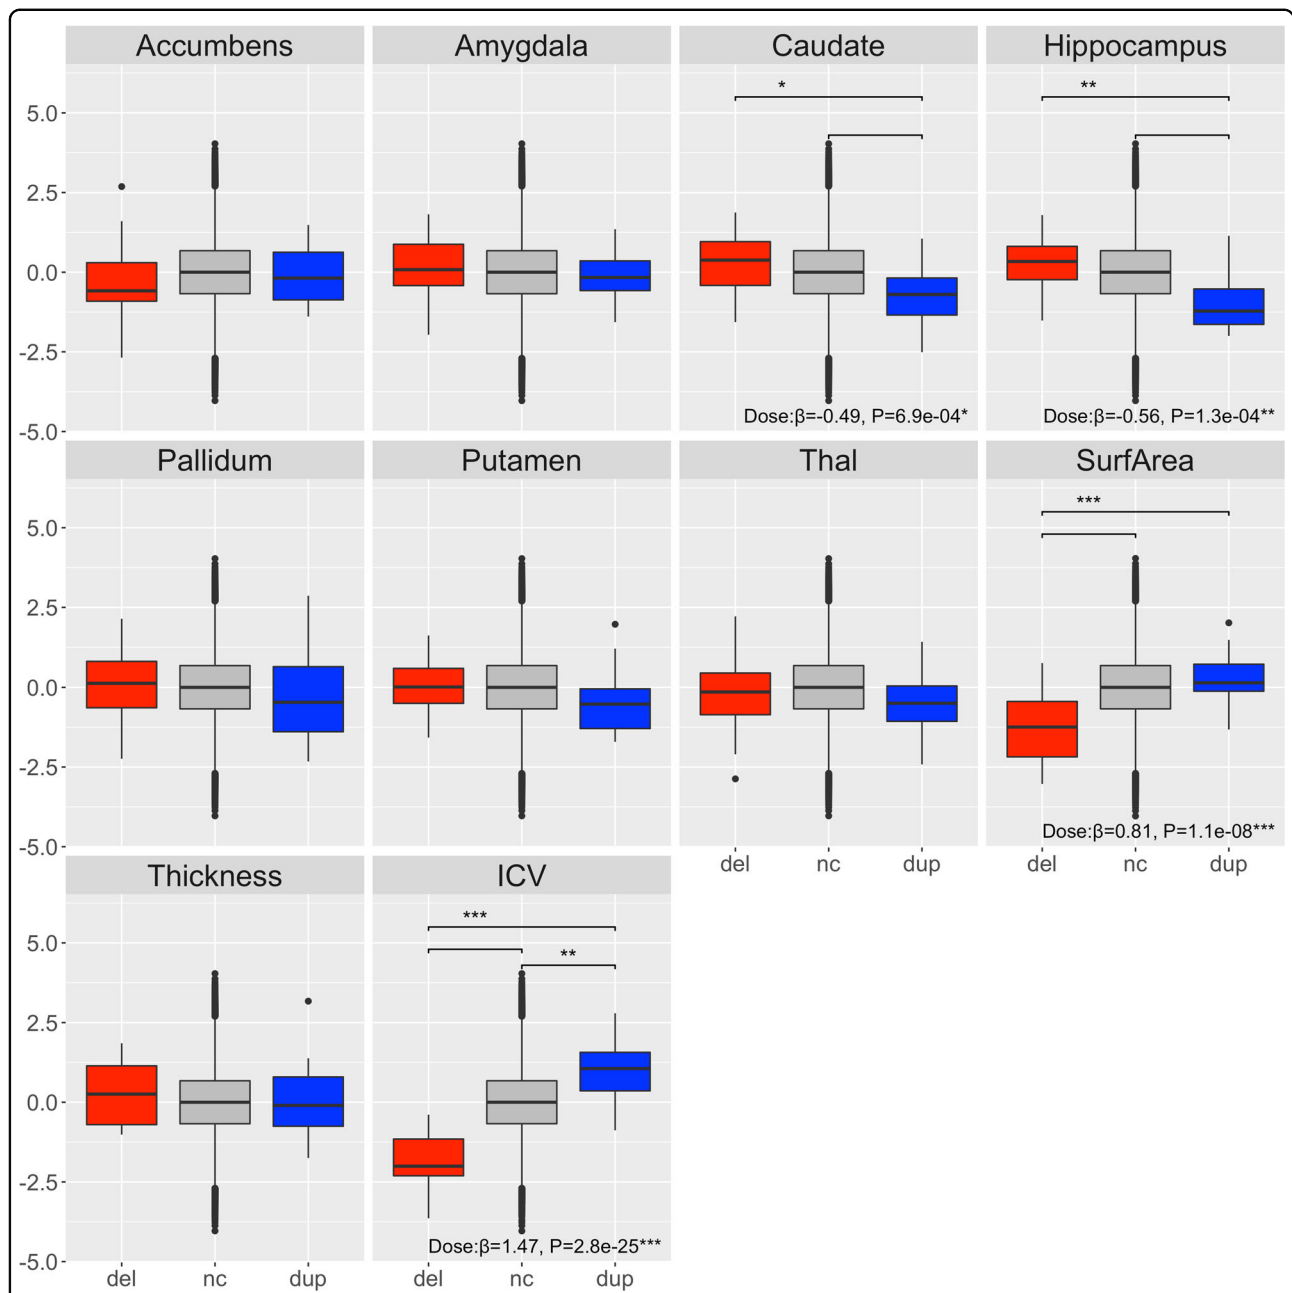 Accumbens Amygdala Caudate Hippocampus
* **
5.0
2.5
0.0
-2.5
-5.0
Dose:β=-0.49, P=6.9e-04* Dose:β=-0.56, P=1.3e-04**
Pallidum Putamen Thal SurfArea
***
5.0
2.5
0.0
-2.5
-5.0
Dose:β=0.81, P=1.1e-08***
del nc dup del nc dup
Thickness ICV
***
**
5.0
2.5
0.0
-2.5
-5.0
Dose:β=1.47, P=2.8e-25***
del nc dup del nc dup